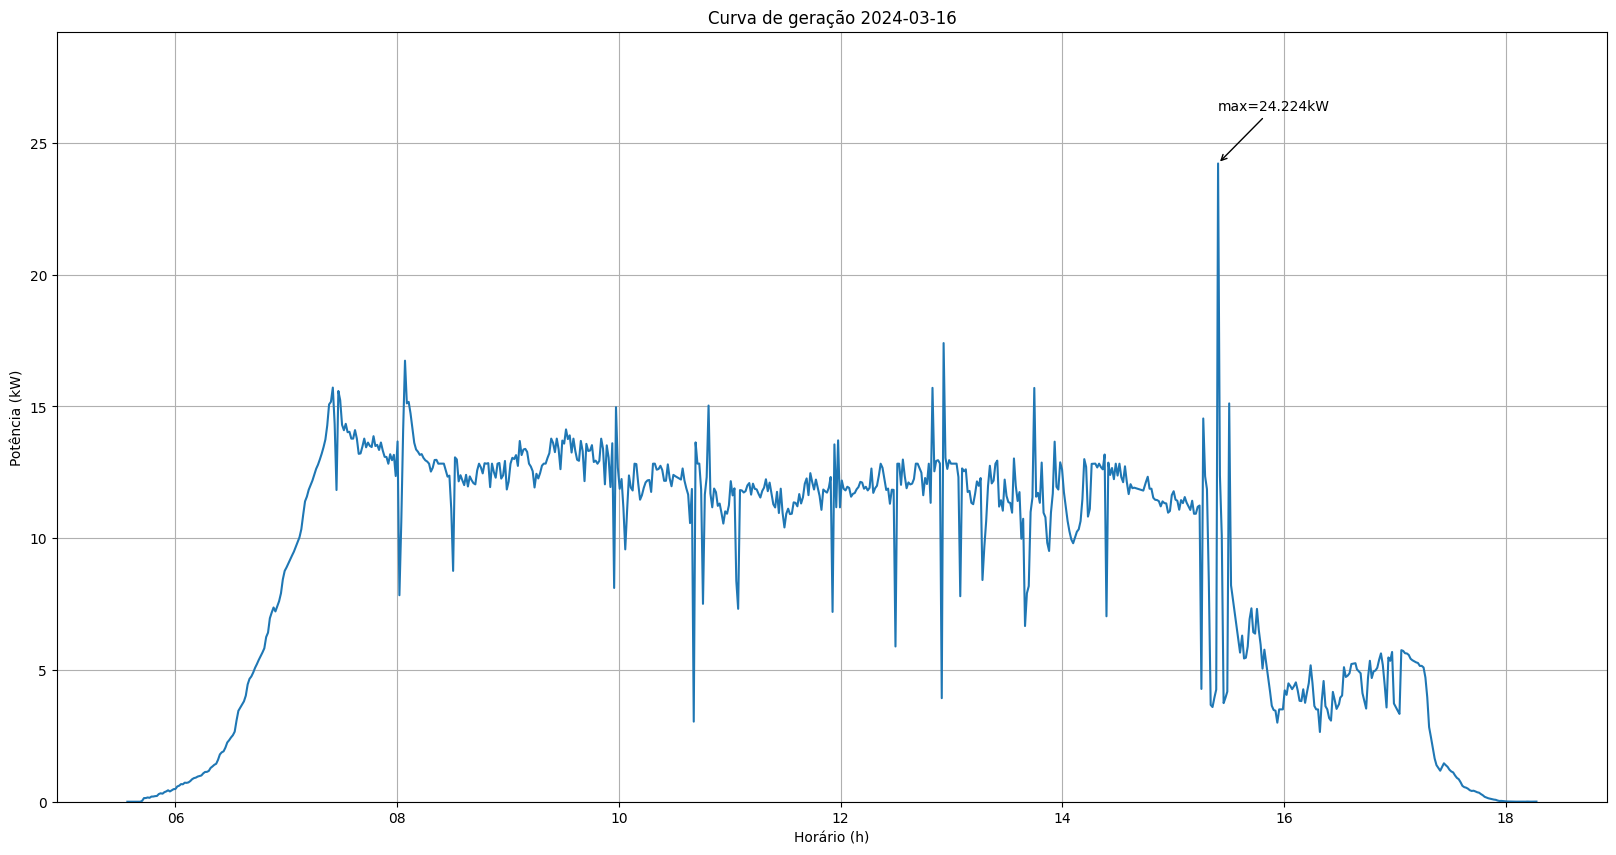 Curva de geração 2024-03-16
max=24.224kW
25
20
15
10
5
0
Potência (kW)
06 08 10 12 14 16 18
Horário (h)